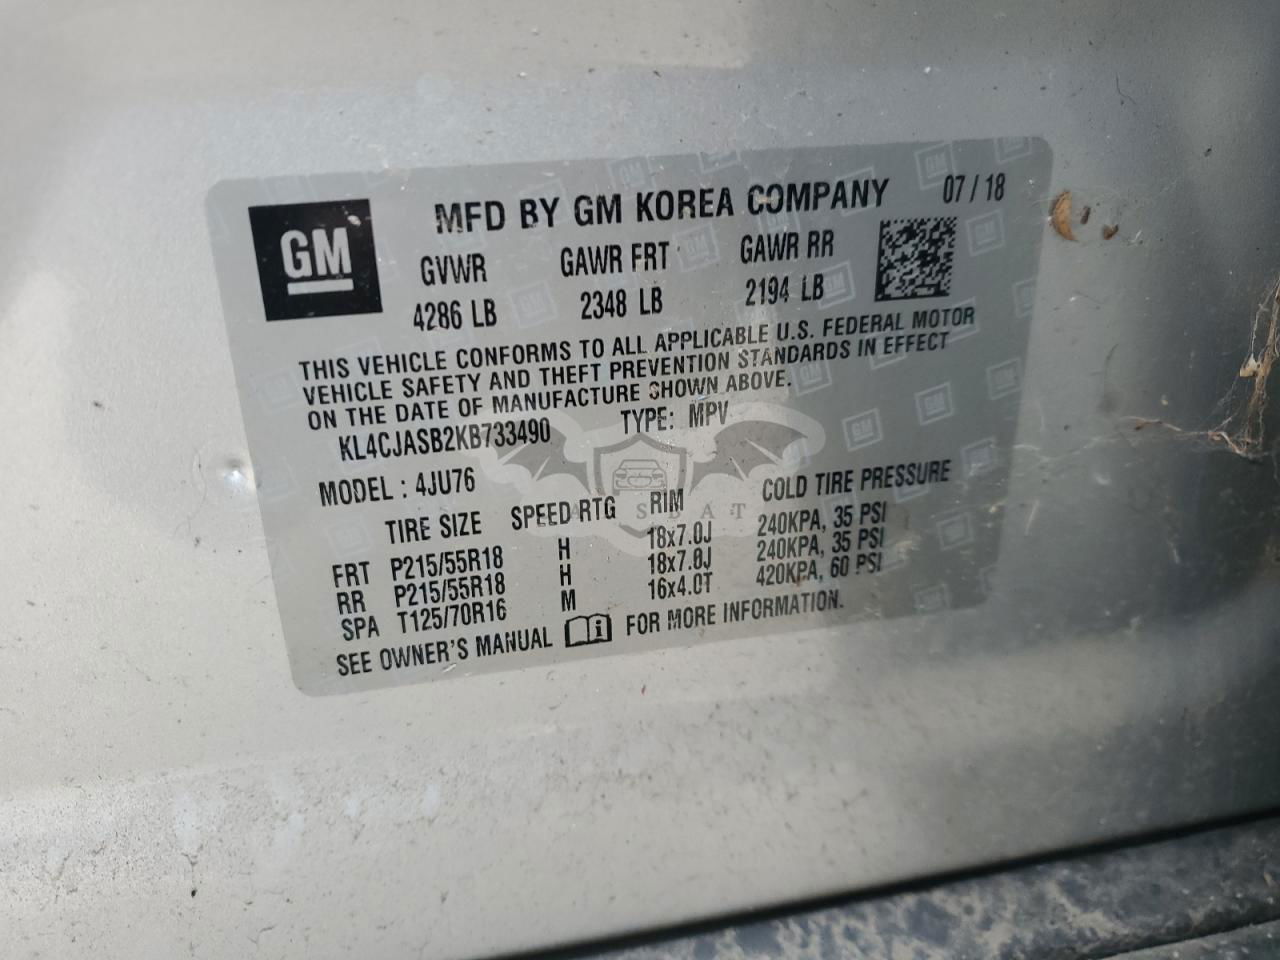 GM
MFD BY GM KOREA COMPANY 07 / 18
GVWR GAWR FRT GAWR RR
4286 LB 2348 LB 2194 LB
THIS VEHICLE CONFORMS TO ALL APPLICABLE U.S. FEDERAL MOTOR
VEHICLE SAFETY AND THEFT PREVENTION STANDARDS IN EFFECT
ON THE DATE OF MANUFACTURE SHOWN ABOVE.
KL4CJASB2KB733490 TYPE: MPV
MODEL : 4JU76
TIRE SIZE SPEED RTG RIM COLD TIRE PRESSURE
FRT P215/55R18 H 18x7.0J 240KPA, 35 PSI
RR P215/55R18 H 18x7.0J 240KPA, 35 PSI
SPA T125/70R16 M 16x4.0T 420KPA, 60 PSI
SEE OWNER'S MANUAL i FOR MORE INFORMATION.